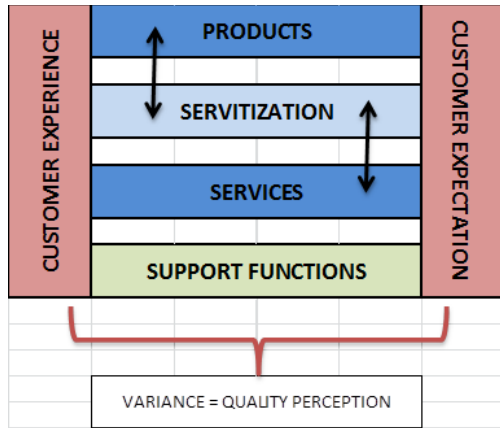 CUSTOMER EXPERIENCE
PRODUCTS
SERVITIZATION
SERVICES
SUPPORT FUNCTIONS
CUSTOMER EXPECTATION
VARIANCE = QUALITY PERCEPTION